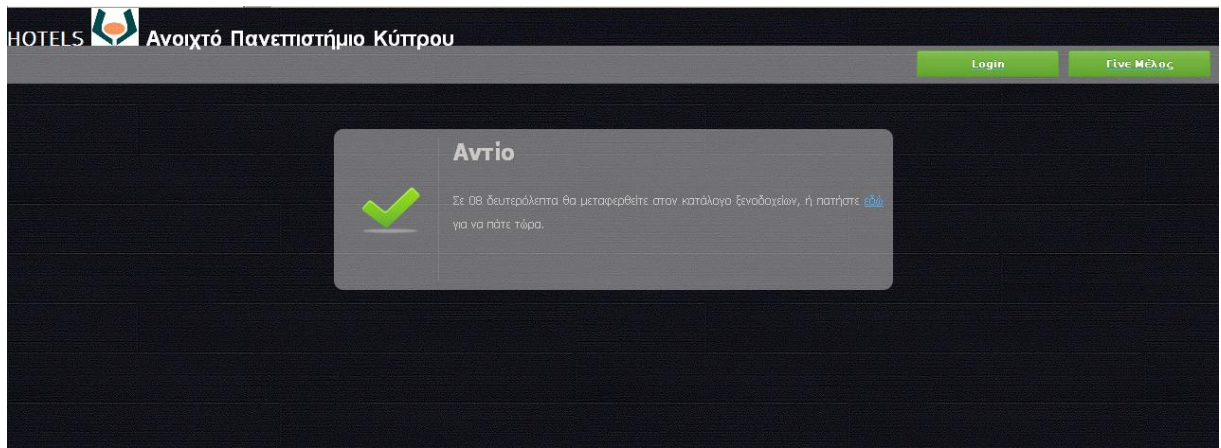 HOTELS Ανοιχτό Πανεπιστήμιο Κύπρου
Login Γίνε Μέλος
Αντίο
Σε 08 δευτερόλεπτα θα μεταφερθείτε στον κατάλογο ξενοδοχείων, ή πατήστε εδώ
για να πάτε τώρα.